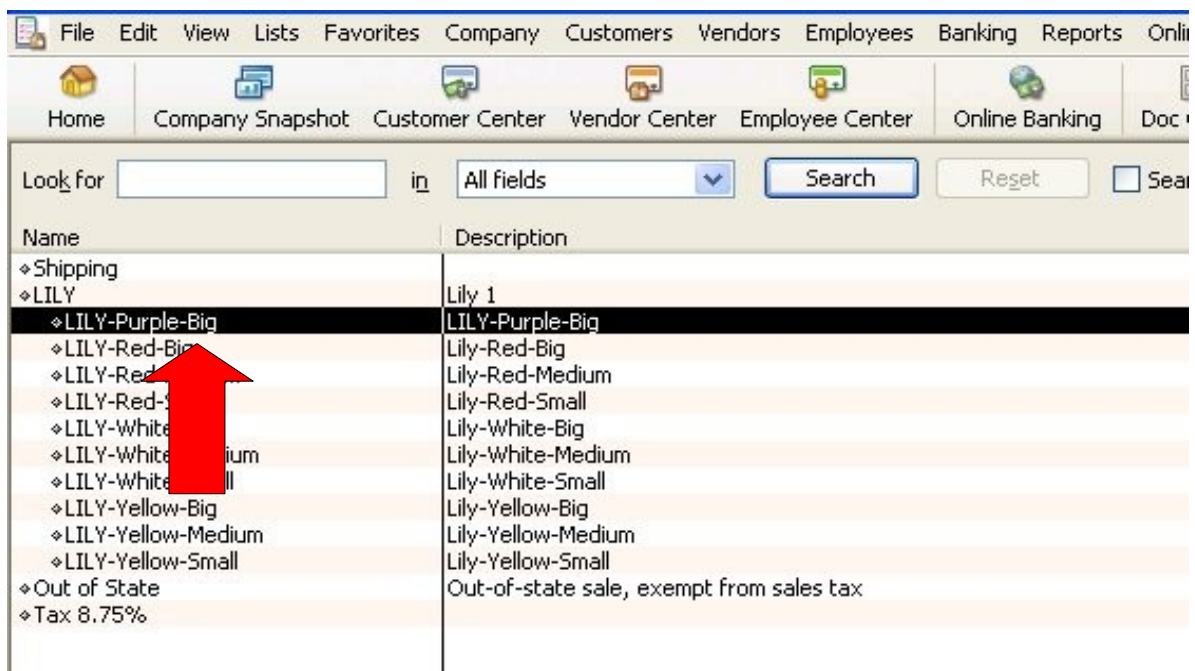 File Edit View Lists Favorites Company Customers Vendors Employees Banking Reports
Home Company Snapshot Customer Center Vendor Center Employee Center Online Banking Doc
Look for in All fields Search Reset
Name Description
Shipping
LILY Lily 1
LILY-Purple-Big LILY-Purple-Big
LILY-Red-Big Lily-Red-Big
Lily-Red-Medium
Lily-Red-Small
Lily-White-Big
Lily-White-Medium
Lily-White-Small
LILY-Yellow-Big Lily-Yellow-Big
LILY-Yellow-Medium Lily-Yellow-Medium
LILY-Yellow-Small Lily-Yellow-Small
Out of State Out-of-state sale, exempt from sales tax
Tax 8.75%